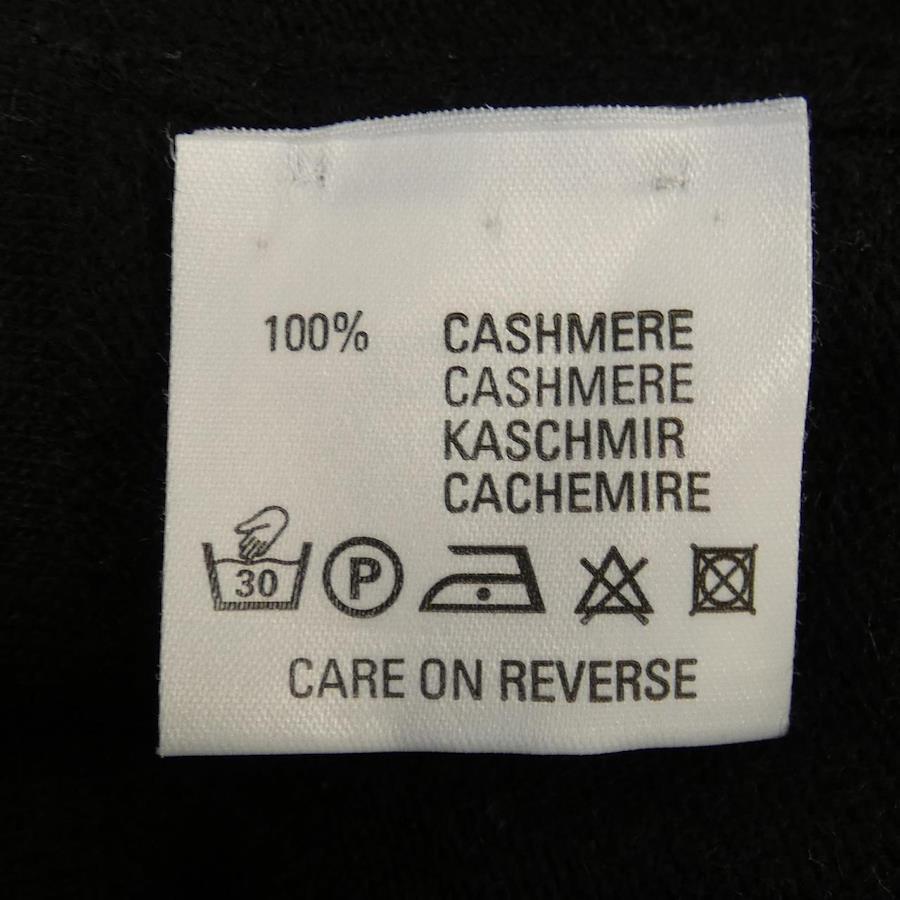 100% CASHMERE
CASHMERE
KASCHMIR
CACHEMIRE
30 P
CARE ON REVERSE